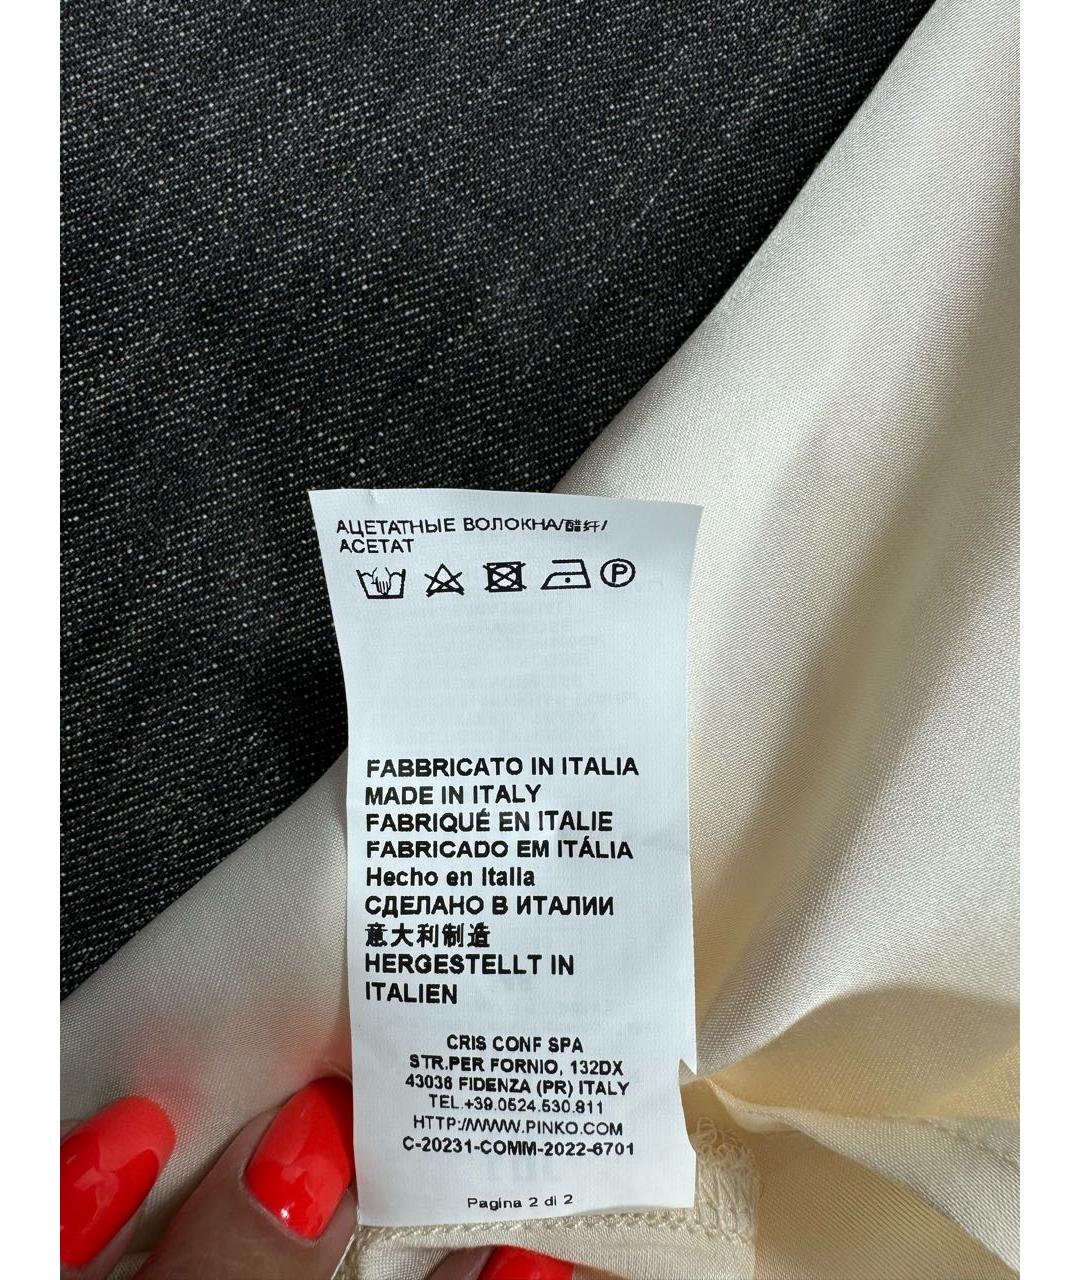 АЦЕТАТНЫЕ ВОЛОКНА/醋纤/
ACETAT
P
FABBRICATO IN ITALIA
MADE IN ITALY
FABRIQUÉ EN ITALIE
FABRICADO EM ITÁLIA
Hecho en Italia
СДЕЛАНО В ИТАЛИИ
意大利制造
HERGESTELLT IN
ITALIEN
CRIS CONF SPA
STR.PER FORNIO, 132DX
43036 FIDENZA (PR) ITALY
TEL.+39.0524.530.811
HTTP://WWW.PINKO.COM
C-20231-COMM-2022-6701
Pagina 2 di 2